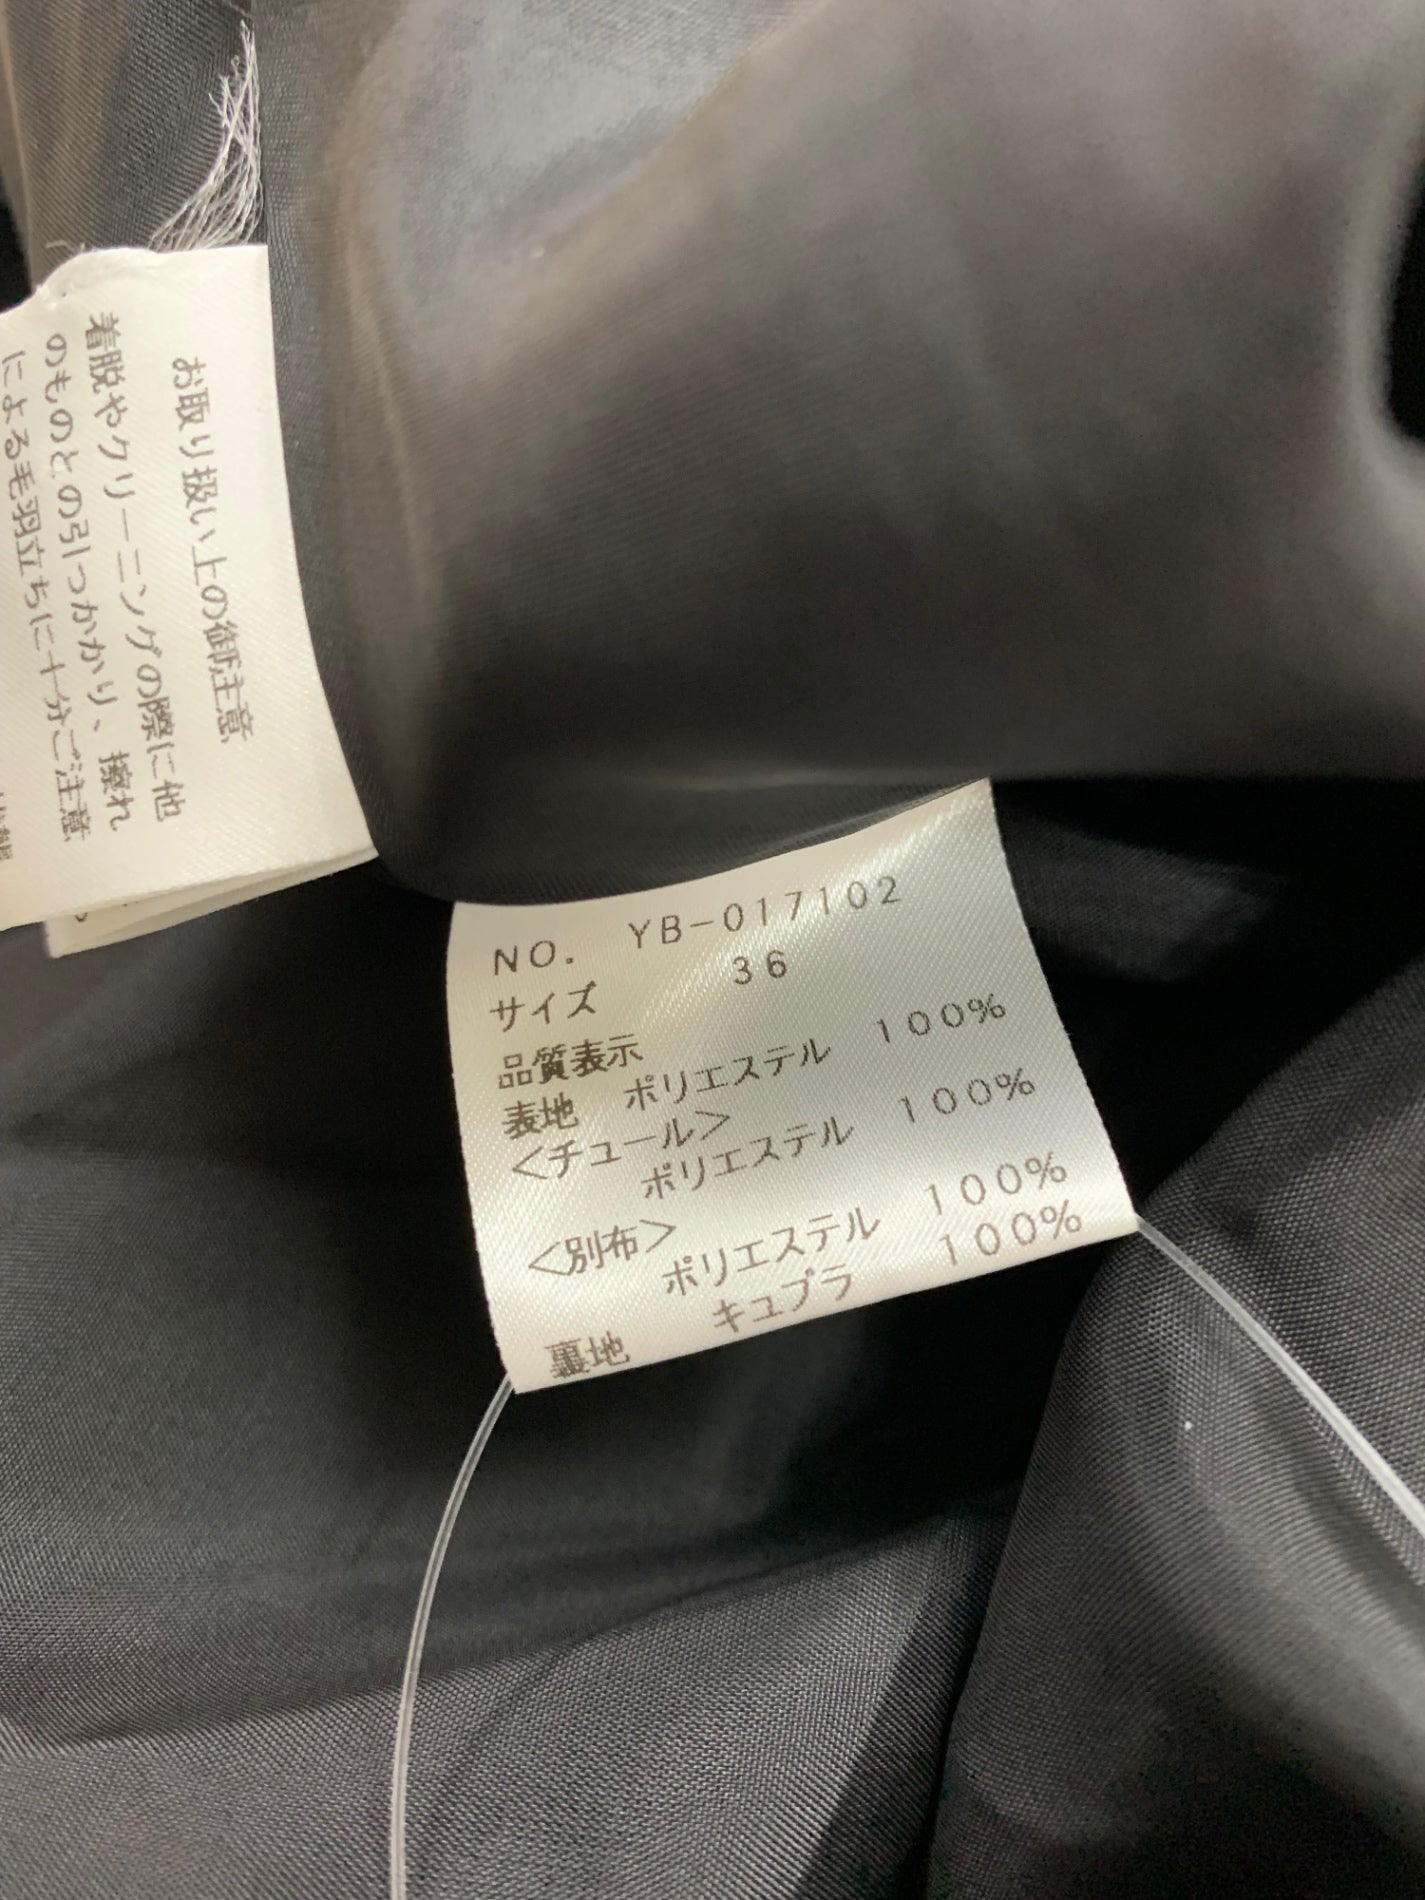 お取り扱い上の御注意
着脱やクリーニングの際に他
のものとの引っかかり、擦れ
による毛羽立ちに十分ご注意
NO. YB-017102
サイズ 36
品質表示
表地 ポリエステル 100%
<チュール>
ポリエステル 100%
<別布>
ポリエステル 100%
裏地 キュプラ 100%